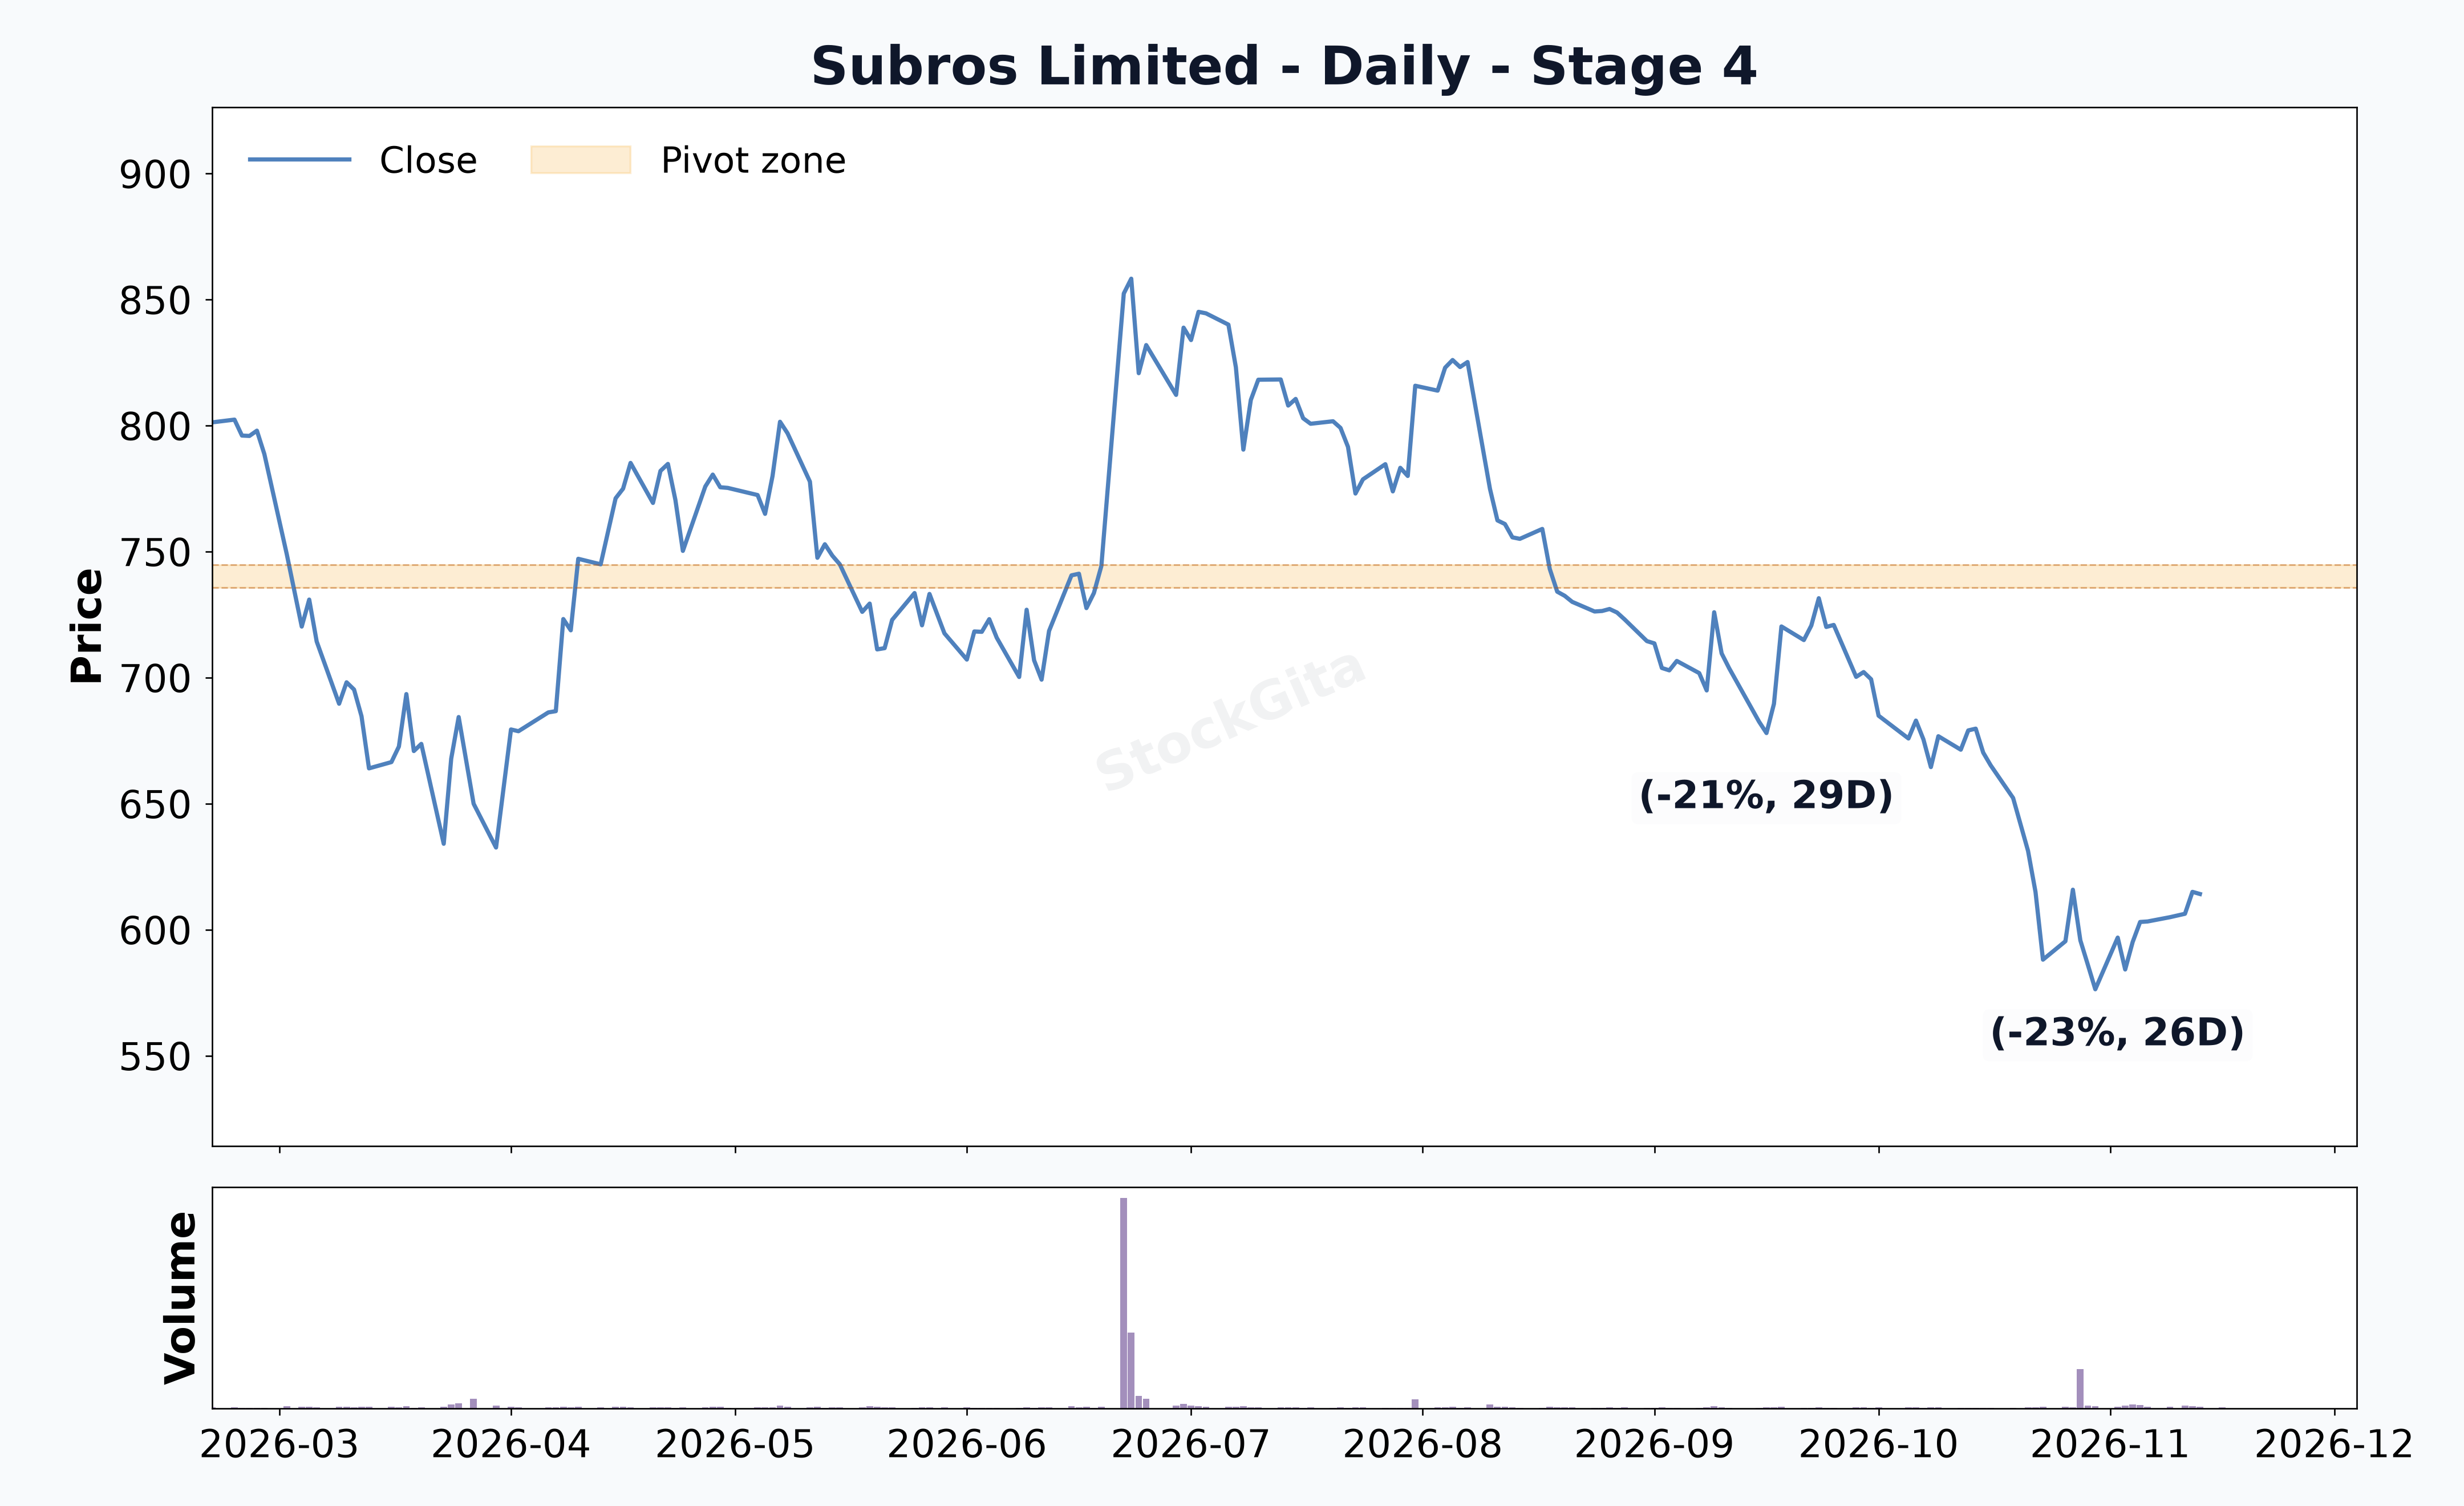 Subros Limited - Daily - Stage 4
Close
Pivot zone
Price
900
850
800
750
700
650
600
550
StockGita
(-21%, 29D)
(-23%, 26D)
Volume
2026-03
2026-04
2026-05
2026-06
2026-07
2026-08
2026-09
2026-10
2026-11
2026-12